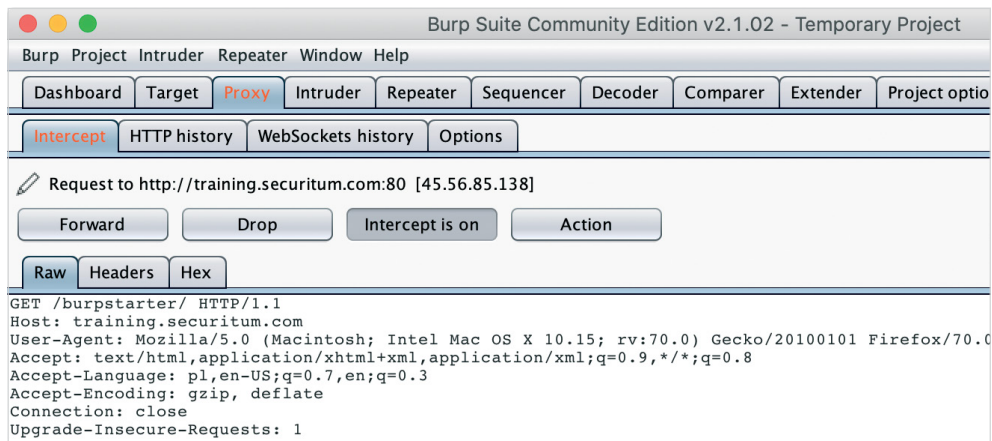 Burp Suite Community Edition v2.1.02 - Temporary Project
Burp Project Intruder Repeater Window Help
Dashboard Target Proxy Intruder Repeater Sequencer Decoder Comparer Extender Project optio
Intercept HTTP history WebSockets history Options
Request to http://training.securitum.com:80 [45.56.85.138]
Forward Drop Intercept is on Action
Raw Headers Hex
GET /burpstarter/ HTTP/1.1
Host: training.securitum.com
User-Agent: Mozilla/5.0 (Macintosh; Intel Mac OS X 10.15; rv:70.0) Gecko/20100101 Firefox/70.0
Accept: text/html,application/xhtml+xml,application/xml;q=0.9,*/*;q=0.8
Accept-Language: pl,en-US;q=0.7,en;q=0.3
Accept-Encoding: gzip, deflate
Connection: close
Upgrade-Insecure-Requests: 1